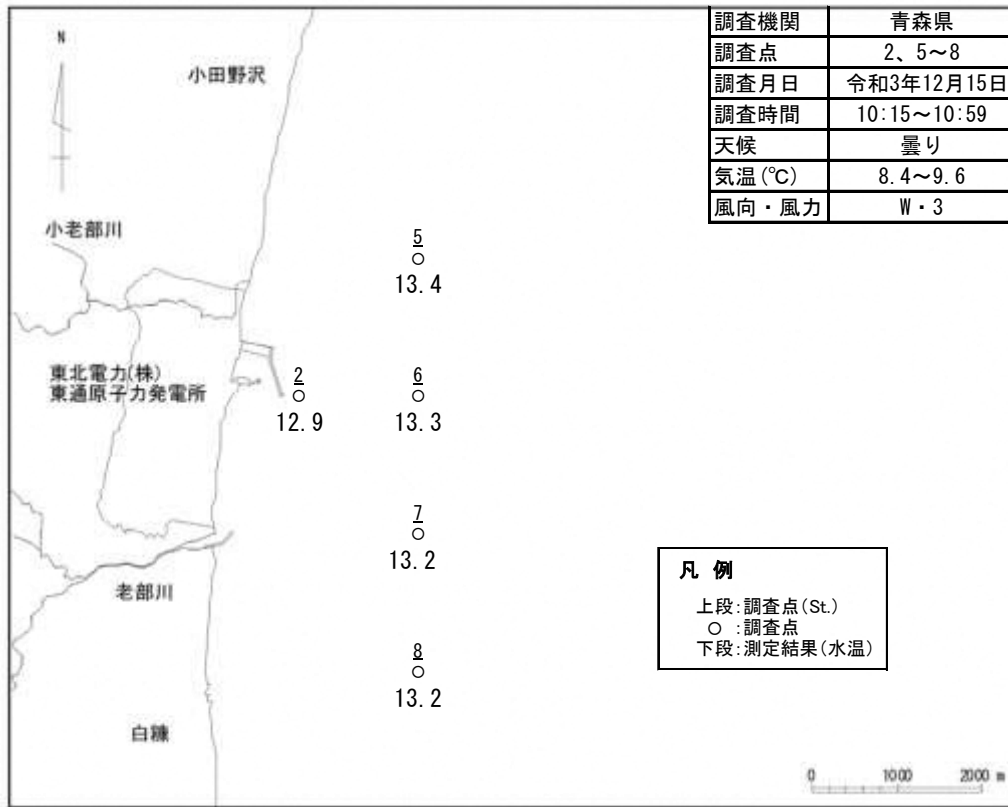 調査機関 青森県
調査点 2、5～8
調査月日 令和3年12月15日
調査時間 10:15～10:59
天候 曇り
気温(℃) 8.4～9.6
風向・風力 W・3
N
小田野沢
小老部川
5
13.4
東北電力(株)
東通原子力発電所
2
12.9
6
13.3
7
13.2
老部川
8
13.2
白糠
凡 例
上段:調査点(St.)
○ :調査点
下段:測定結果(水温)
0 1000 2000 m